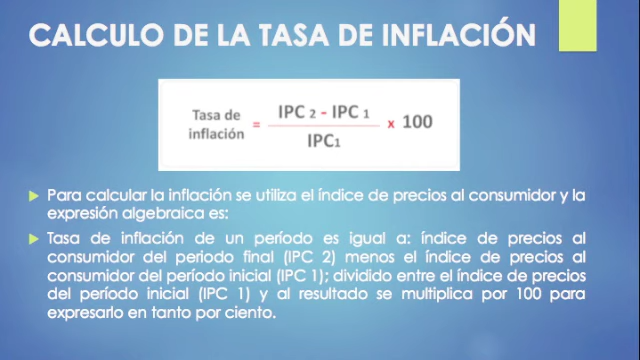 CALCULO DE LA TASA DE INFLACIÓN
Tasa de inflación = IPC 2 - IPC 1 / IPC1 x 100
Para calcular la inflación se utiliza el índice de precios al consumidor y la
expresión algebraica es:
Tasa de inflación de un período es igual a: índice de precios al
consumidor del periodo final (IPC 2) menos el índice de precios al
consumidor del período inicial (IPC 1); dividido entre el índice de precios
del período inicial (IPC 1) y al resultado se multiplica por 100 para
expresarlo en tanto por ciento.